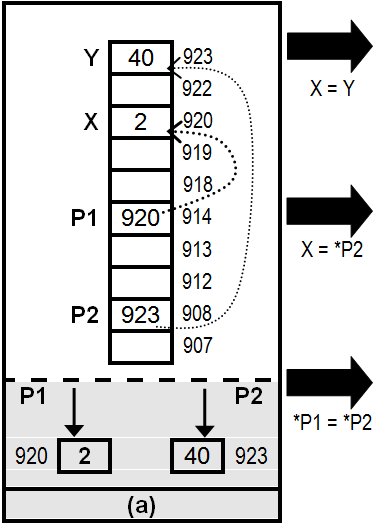 Y 40 923
922
X = Y
X 2 920
919
918
P1 920 914
913
X = *P2
912
P2 923 908
907
P1 P2
*P1 = *P2
920 2 40 923
(a)